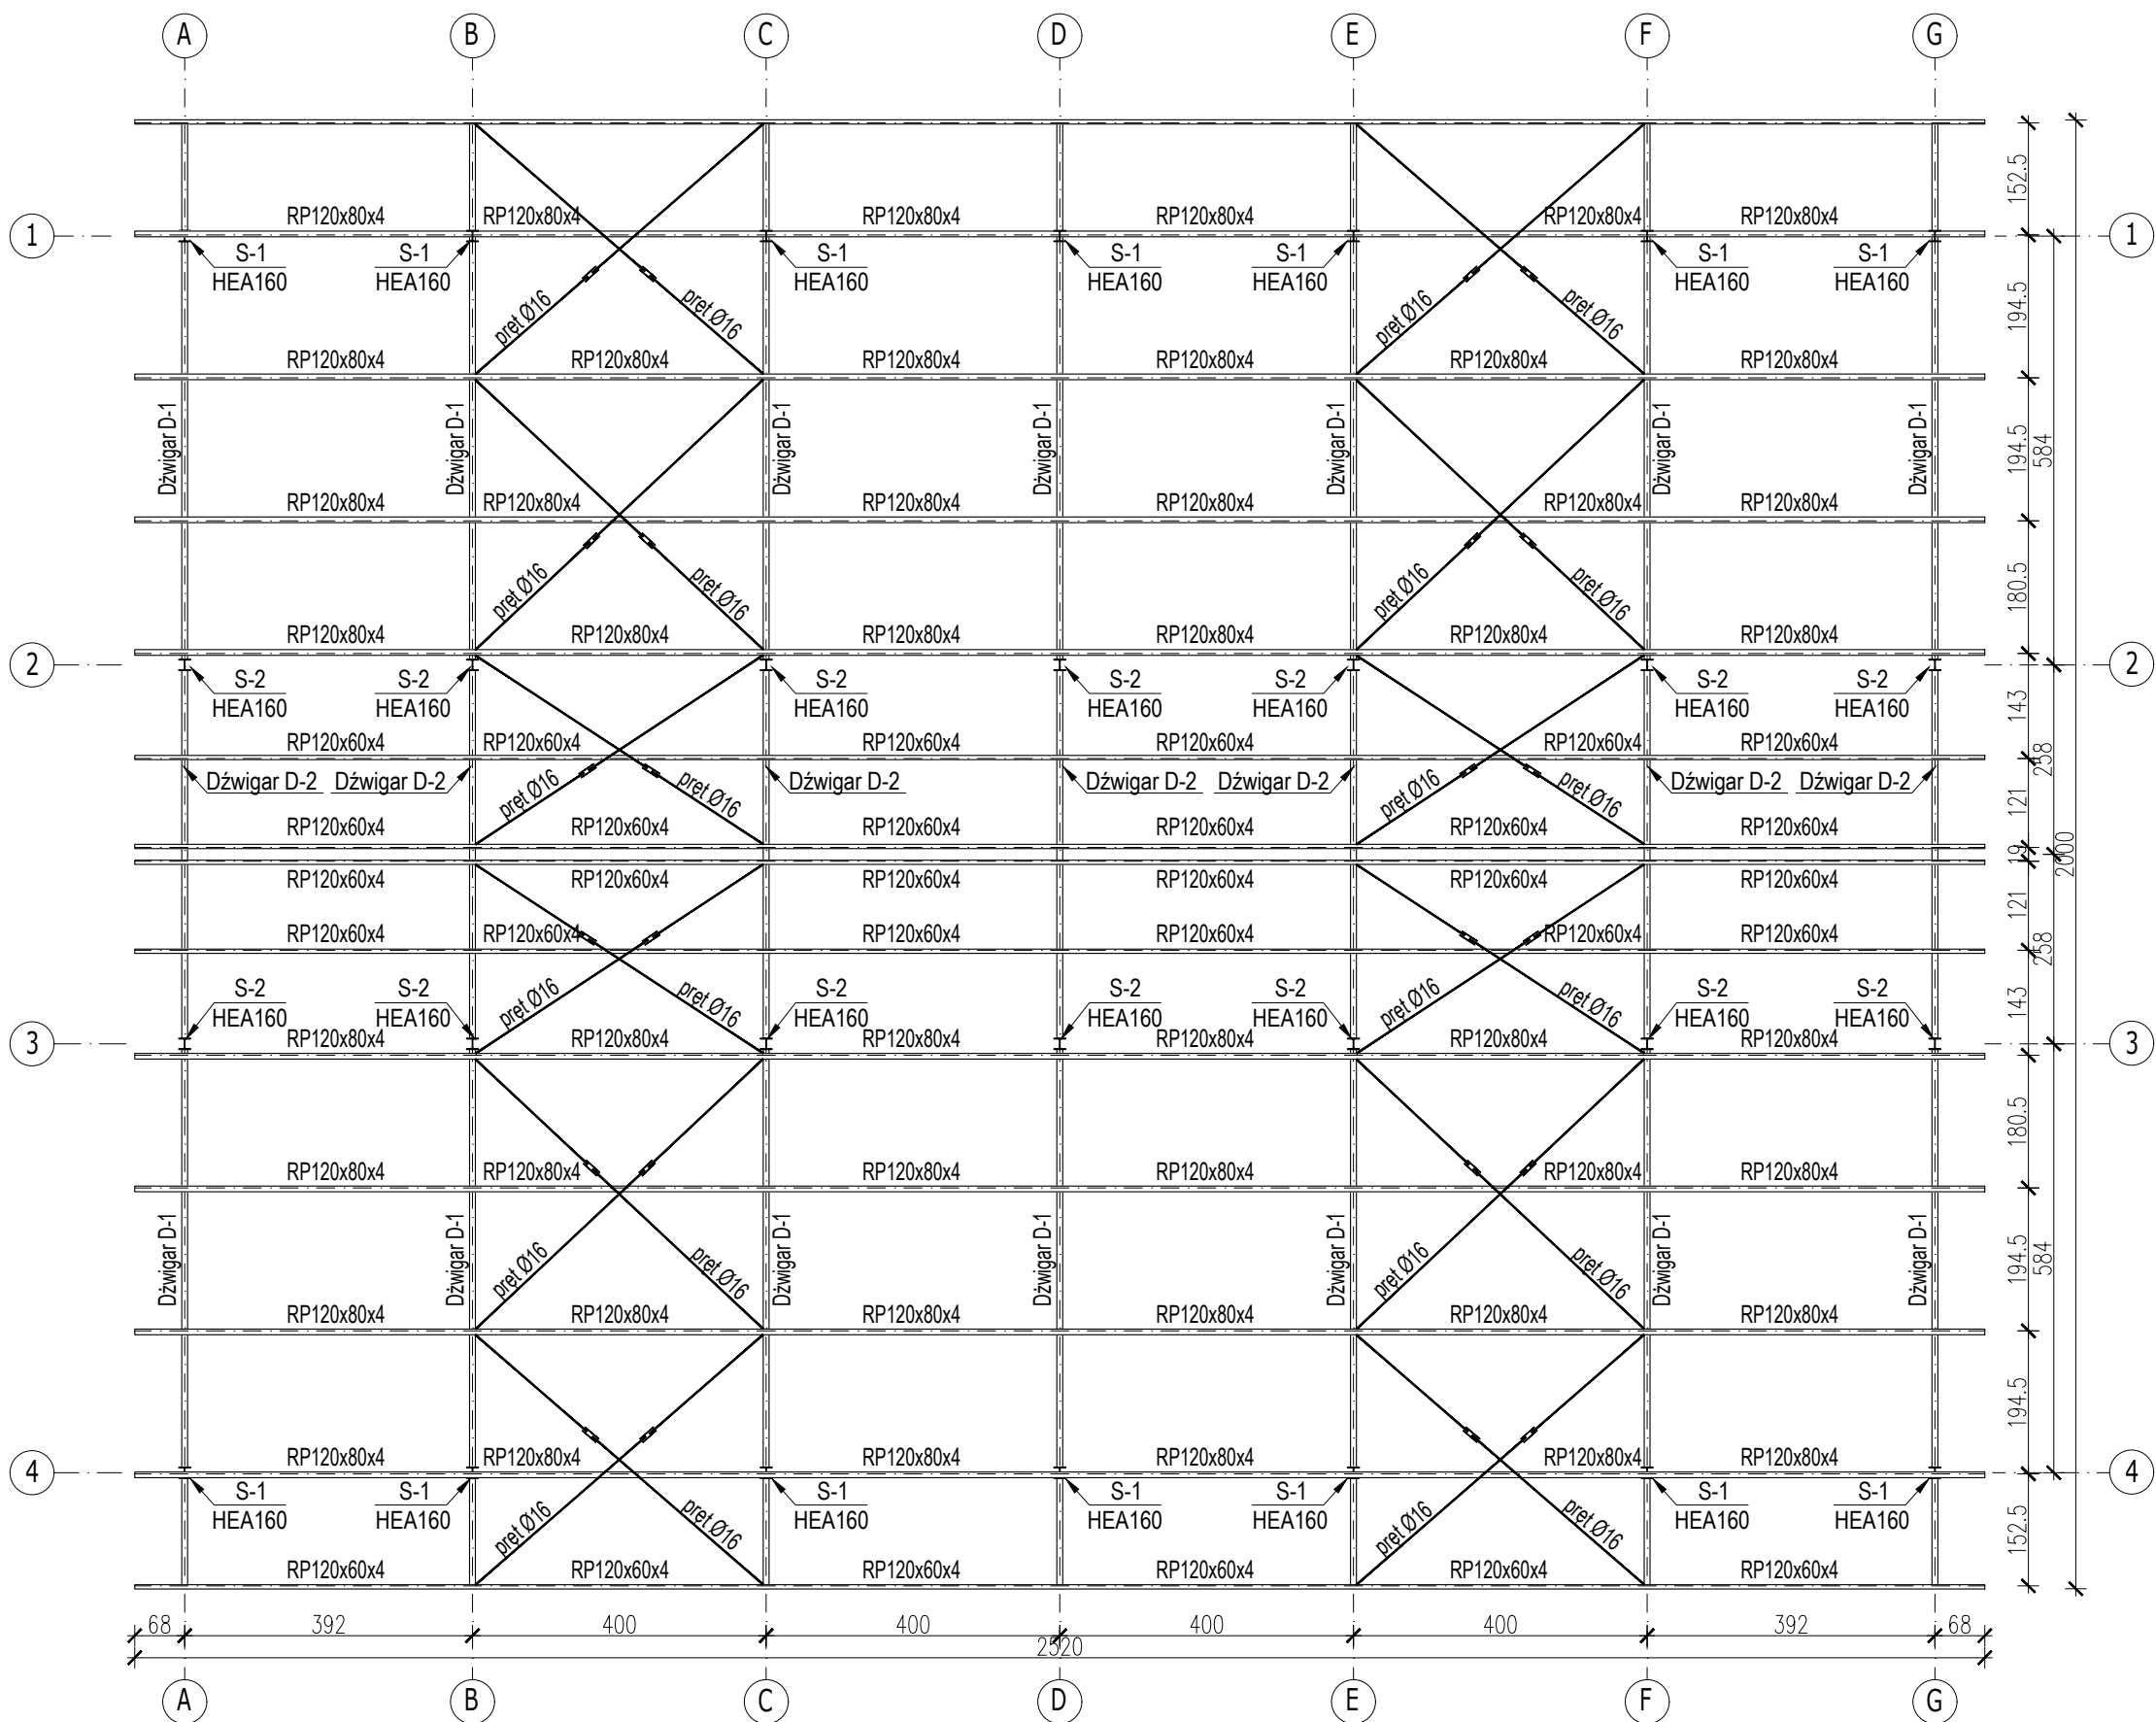 A B C D E F G
RP120x80x4 RP120x80x4 RP120x80x4 RP120x80x4 RP120x80x4 RP120x80x4
152.5
1 1
S-1 S-1 S-1 S-1 S-1 S-1 S-1
HEA160 HEA160 HEA160 HEA160 HEA160 HEA160 HEA160
pręt Ø16 pręt Ø16 pręt Ø16 pręt Ø16
194.5
RP120x80x4 RP120x80x4 RP120x80x4 RP120x80x4 RP120x80x4 RP120x80x4
Dźwigar D-1 Dźwigar D-1 Dźwigar D-1 Dźwigar D-1 Dźwigar D-1 Dźwigar D-1 Dźwigar D-1
194.5 584
RP120x80x4 RP120x80x4 RP120x80x4 RP120x80x4 RP120x80x4 RP120x80x4
pręt Ø16 pręt Ø16 pręt Ø16 pręt Ø16
180.5
RP120x80x4 RP120x80x4 RP120x80x4 RP120x80x4 RP120x80x4 RP120x80x4
2 2
S-2 S-2 S-2 S-2 S-2 S-2 S-2
HEA160 HEA160 HEA160 HEA160 HEA160 HEA160 HEA160
143
RP120x60x4 RP120x60x4 RP120x60x4 RP120x60x4 RP120x60x4 RP120x60x4
258
Dźwigar D-2 Dźwigar D-2 Dźwigar D-2 Dźwigar D-2 Dźwigar D-2 Dźwigar D-2 Dźwigar D-2
pręt Ø16 pręt Ø16 pręt Ø16 pręt Ø16
121
RP120x60x4 RP120x60x4 RP120x60x4 RP120x60x4 RP120x60x4 RP120x60x4
19 2000
RP120x60x4 RP120x60x4 RP120x60x4 RP120x60x4 RP120x60x4 RP120x60x4
121
RP120x60x4 RP120x60x4 RP120x60x4 RP120x60x4 RP120x60x4 RP120x60x4
258
S-2 S-2 S-2 S-2 S-2 S-2 S-2
HEA160 HEA160 HEA160 HEA160 HEA160 HEA160 HEA160
pręt Ø16 pręt Ø16 pręt Ø16 pręt Ø16
143
RP120x80x4 RP120x80x4 RP120x80x4 RP120x80x4 RP120x80x4 RP120x80x4
3 3
180.5
RP120x80x4 RP120x80x4 RP120x80x4 RP120x80x4 RP120x80x4 RP120x80x4
Dźwigar D-1 Dźwigar D-1 Dźwigar D-1 Dźwigar D-1 Dźwigar D-1 Dźwigar D-1 Dźwigar D-1
pręt Ø16 pręt Ø16 pręt Ø16 pręt Ø16
194.5 584
RP120x80x4 RP120x80x4 RP120x80x4 RP120x80x4 RP120x80x4 RP120x80x4
194.5
RP120x80x4 RP120x80x4 RP120x80x4 RP120x80x4 RP120x80x4 RP120x80x4
4 4
S-1 S-1 S-1 S-1 S-1 S-1 S-1
HEA160 HEA160 HEA160 HEA160 HEA160 HEA160 HEA160
pręt Ø16 pręt Ø16 pręt Ø16 pręt Ø16
152.5
RP120x60x4 RP120x60x4 RP120x60x4 RP120x60x4 RP120x60x4 RP120x60x4
68 392 400 400 400 400 392 68
2520
A B C D E F G